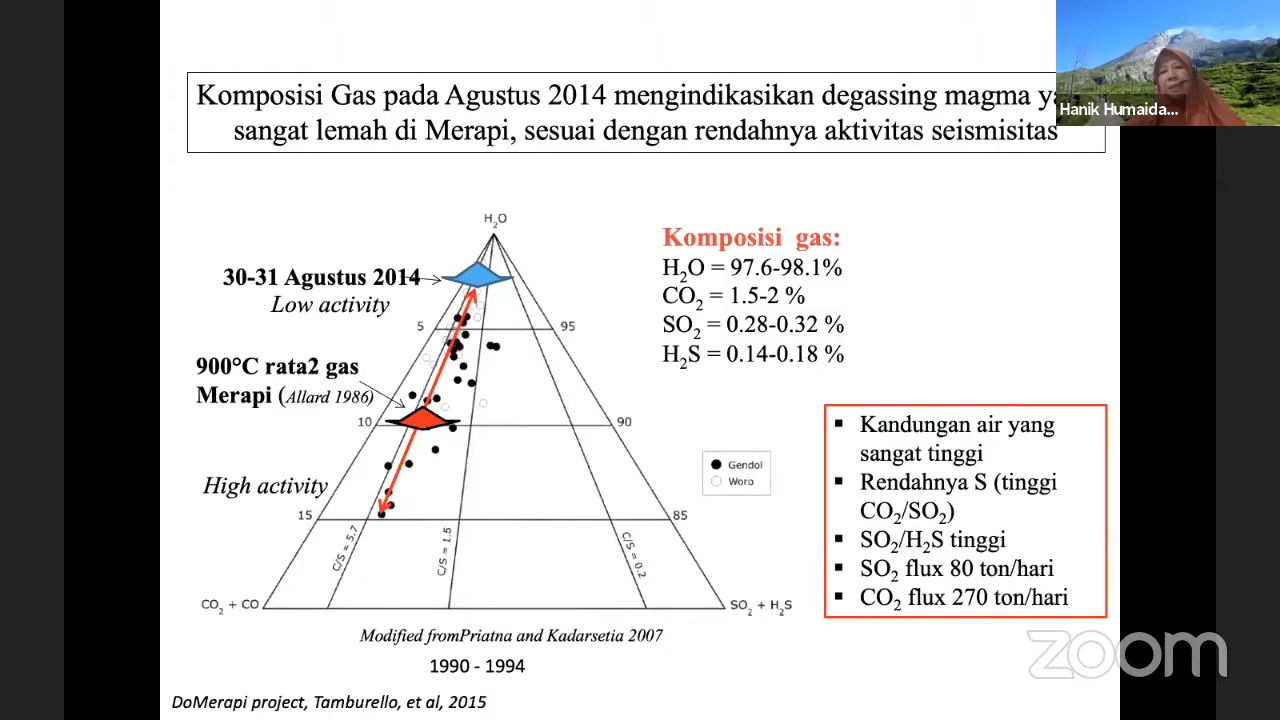 Komposisi Gas pada Agustus 2014 mengindikasikan degassing magma
sangat lemah di Merapi, sesuai dengan rendahnya aktivitas seismisitas
Hanik Humaida...
H₂O
30-31 Agustus 2014
Low activity
5
95
900°C rata2 gas
Merapi (Allard 1986)
10
90
High activity
15
85
C/S = 5.7
C/S = 1.5
C/S = 0.2
CO₂ + CO
SO₂ + H₂S
Gendol
Woro
Komposisi gas:
H₂O = 97.6-98.1%
CO₂ = 1.5-2 %
SO₂ = 0.28-0.32 %
H₂S = 0.14-0.18 %
▪ Kandungan air yang
sangat tinggi
▪ Rendahnya S (tinggi
CO₂/SO₂)
▪ SO₂/H₂S tinggi
▪ SO₂ flux 80 ton/hari
▪ CO₂ flux 270 ton/hari
Modified fromPriatna and Kadarsetia 2007
1990 - 1994
DoMerapi project, Tamburello, et al, 2015
zoom